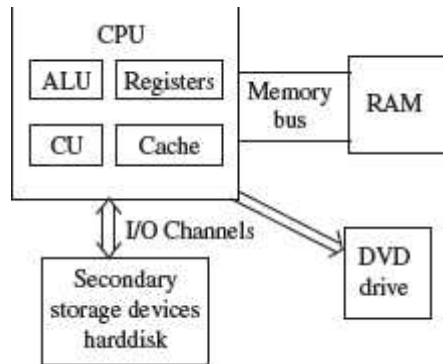 CPU
ALU
Registers
CU
Cache
Memory
bus
RAM
I/O Channels
Secondary
storage devices
harddisk
DVD
drive